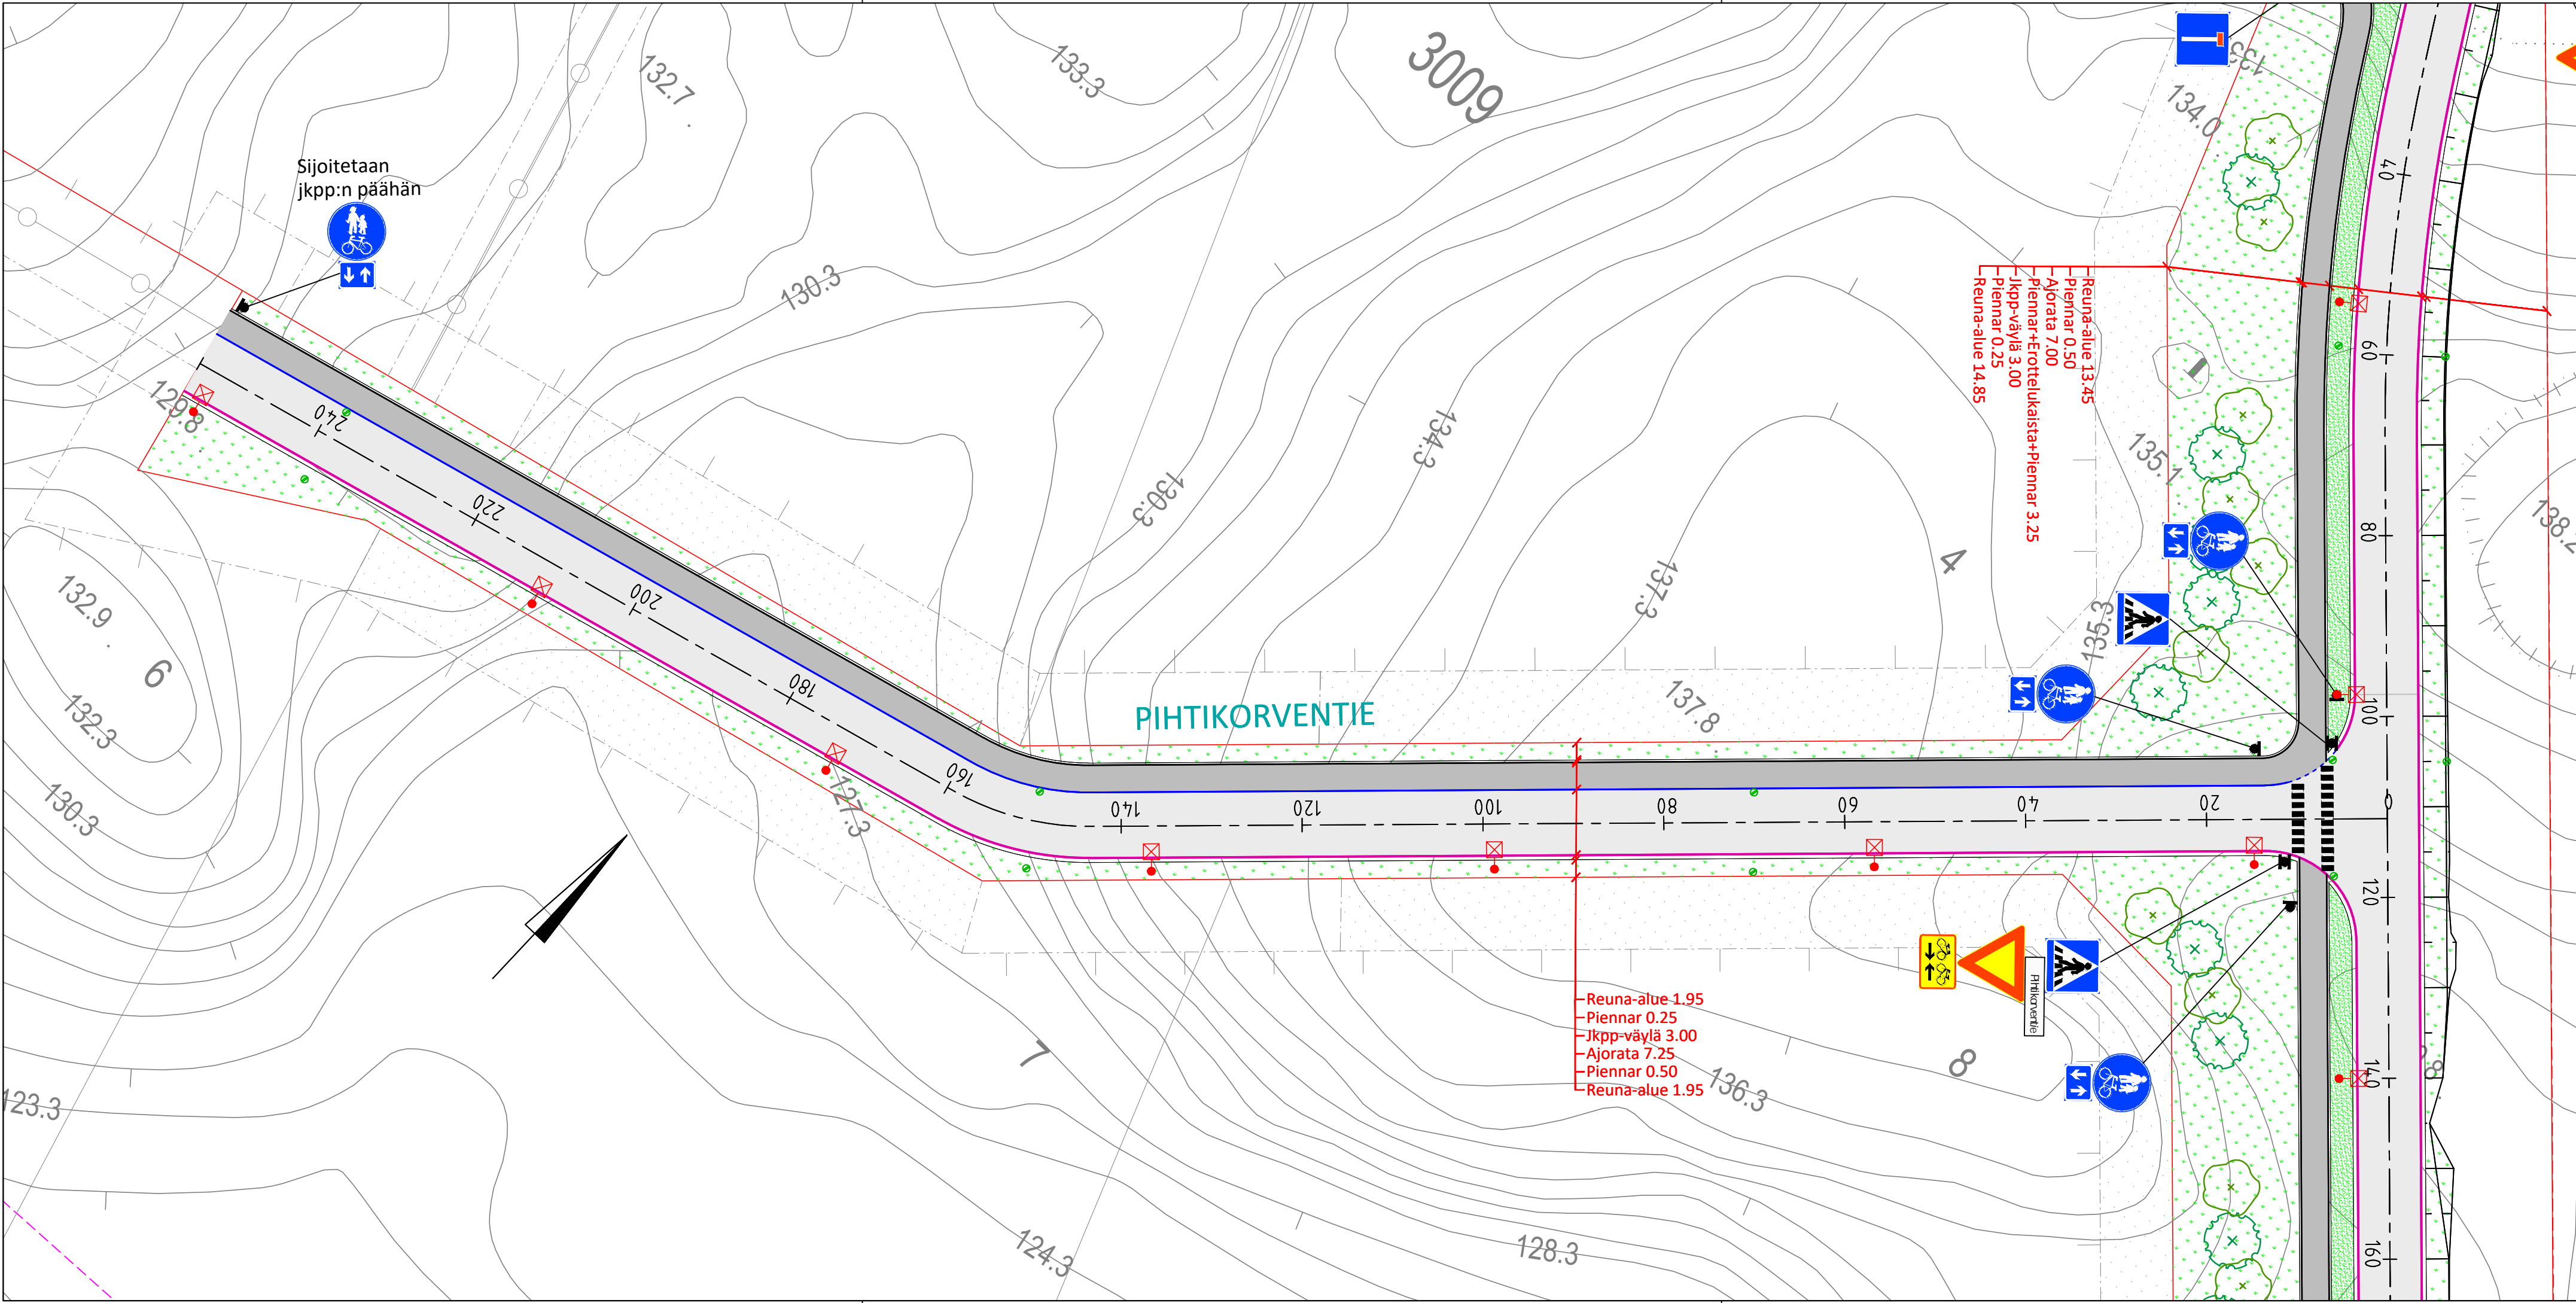 Sijoitetaan
jkpp:n päähän
132.7
133.3
3009
133
134.0
40
130.3
129.8
240
220
200
180
160
140
120
100
80
60
40
20
0
130.3
134.3
137.3
4
1
135.1
135.3
138.2
60
80
100
120
140
160
Reuna-alue 13.45
Piennar 0.50
Ajorata 7.00
Piennar+Erottelukaista+Piennar 3.25
Jkpp-väylä 3.00
Piennar 0.25
Reuna-alue 14.85
132.9
6
132.3
130.3
127.3
PIHTIKORVENTIE
137.8
Reuna-alue 1.95
Piennar 0.25
Jkpp-väylä 3.00
Ajorata 7.25
Piennar 0.50
Reuna-alue 1.95
Pihtikorventie
7
8
136.3
123.3
124.3
128.3